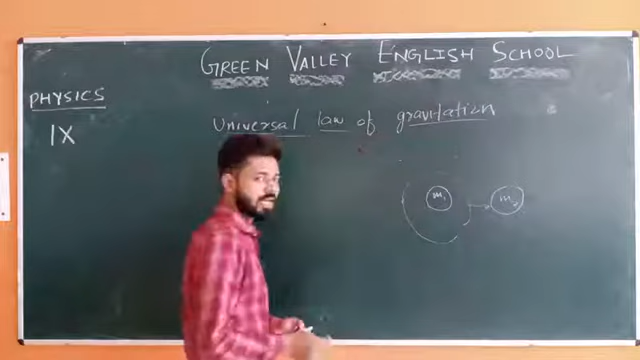 GREEN VALLEY ENGLISH SCHOOL
PHYSICS
IX
Universal law of gravitation
m₁
m₂